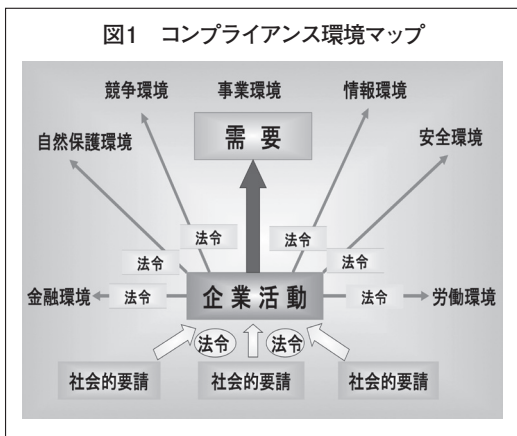 図1　コンプライアンス環境マップ
競争環境　事業環境　情報環境
自然保護環境　需要　安全環境
法令　法令
法令　法令
金融環境　法令　企業活動　法令　労働環境
法令　法令
社会的要請　社会的要請　社会的要請